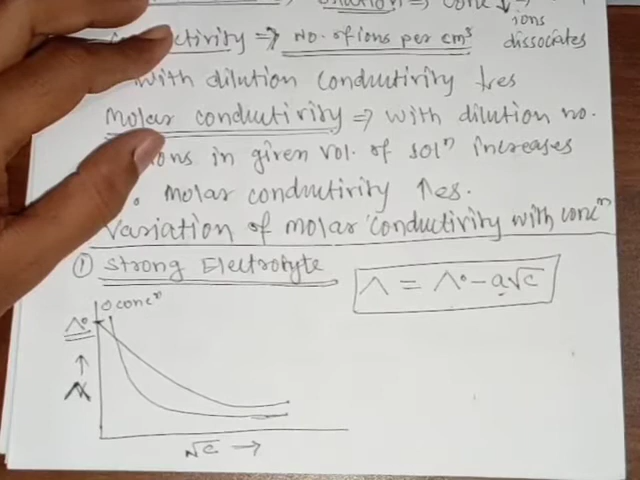 conc ↓ →
ions
⇒ No. of ions per cm³ dissociates
with dilution conductivity ↓es
Molar conductivity ⇒ with dilution no.
ions in given vol. of solⁿ increases
. Molar conductivity ↑es.
Variation of molar conductivity with concⁿ
① Strong Electrolyte
Λ = Λ° - a√c
0 concⁿ
Λ°
↑
Λ
√c →